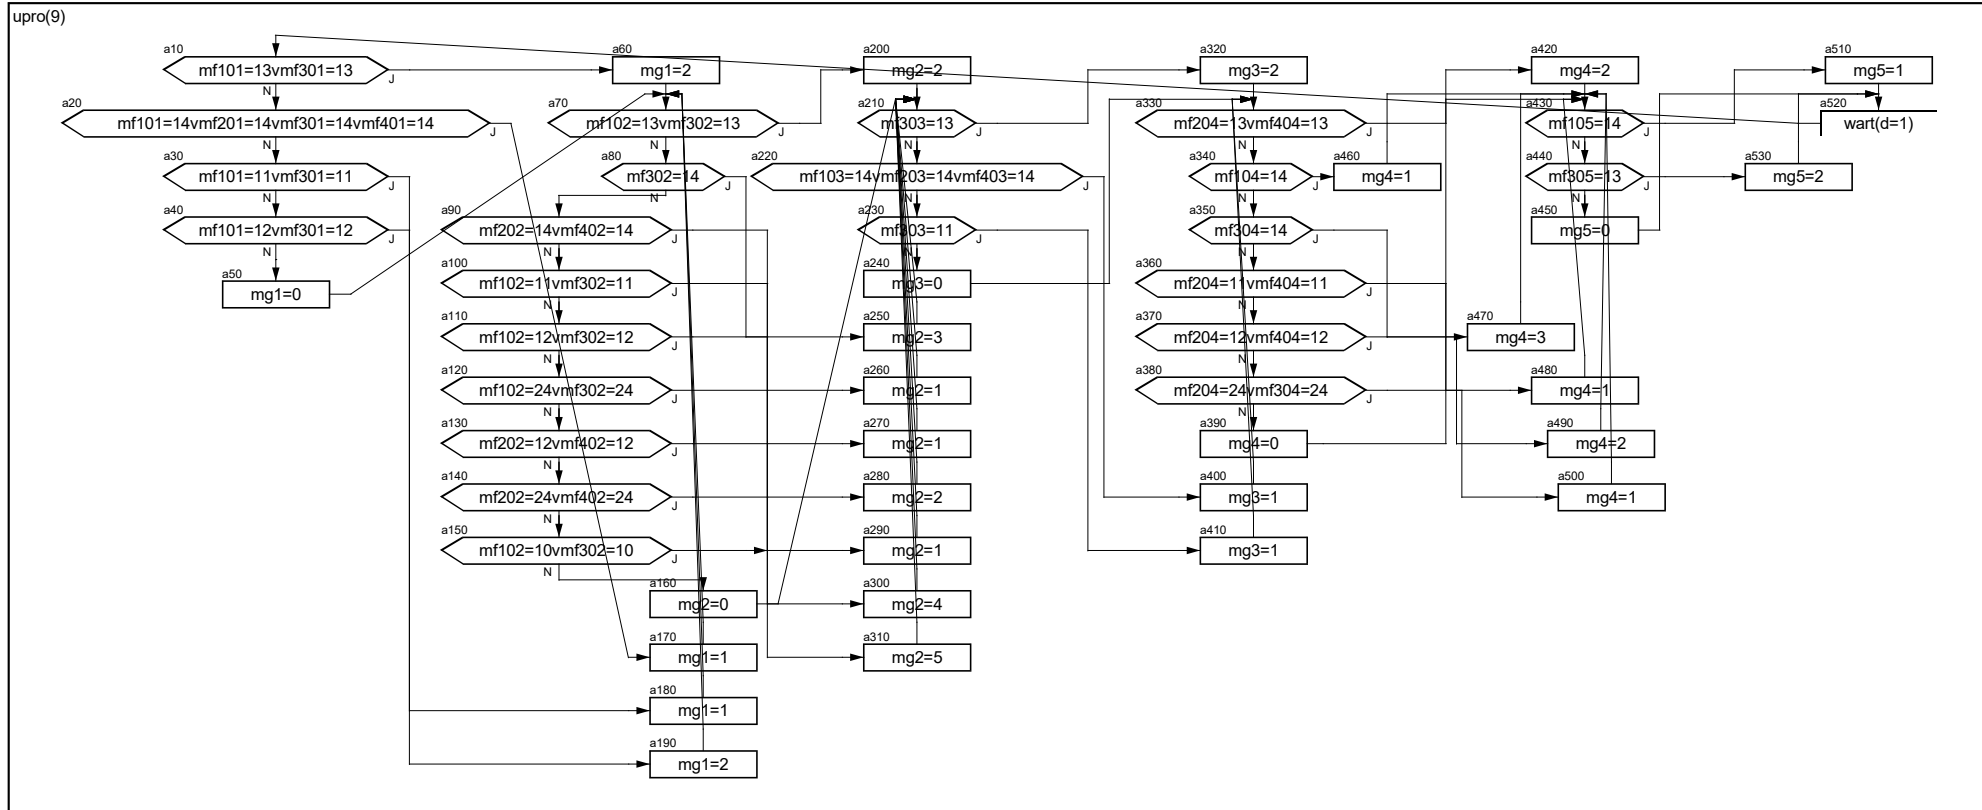 upro(9)
a10
mf101=13vmf301=13
J
N
a20
mf101=14vmf201=14vmf301=14vmf401=14
J
N
a30
mf101=11vmf301=11
J
N
a40
mf101=12vmf301=12
J
N
a50
mg1=0
a60
mg1=2
a70
mf102=13vmf302=13
J
N
a80
mf302=14
J
N
a90
mf202=14vmf402=14
J
N
a100
mf102=11vmf302=11
J
N
a110
mf102=12vmf302=12
J
N
a120
mf102=24vmf302=24
J
N
a130
mf202=12vmf402=12
J
N
a140
mf202=24vmf402=24
J
N
a150
mf102=10vmf302=10
J
N
a160
mg2=0
a170
mg1=1
a180
mg1=1
a190
mg1=2
a200
mg2=2
a210
mf303=13
J
N
a220
mf103=14vmf203=14vmf403=14
J
N
a230
mf303=11
J
N
a240
mg3=0
a250
mg2=3
a260
mg2=1
a270
mg2=1
a280
mg2=2
a290
mg2=1
a300
mg2=4
a310
mg2=5
a320
mg3=2
a330
mf204=13vmf404=13
J
N
a340
mf104=14
J
N
a350
mf304=14
J
N
a360
mf204=11vmf404=11
J
N
a370
mf204=12vmf404=12
J
N
a380
mf204=24vmf304=24
J
N
a390
mg4=0
a400
mg3=1
a410
mg3=1
a420
mg4=2
a430
mf105=14
J
N
a440
mf305=13
J
N
a450
mg5=0
a460
mg4=1
a470
mg4=3
a480
mg4=1
a490
mg4=2
a500
mg4=1
a510
mg5=1
a520
wart(d=1)
a530
mg5=2